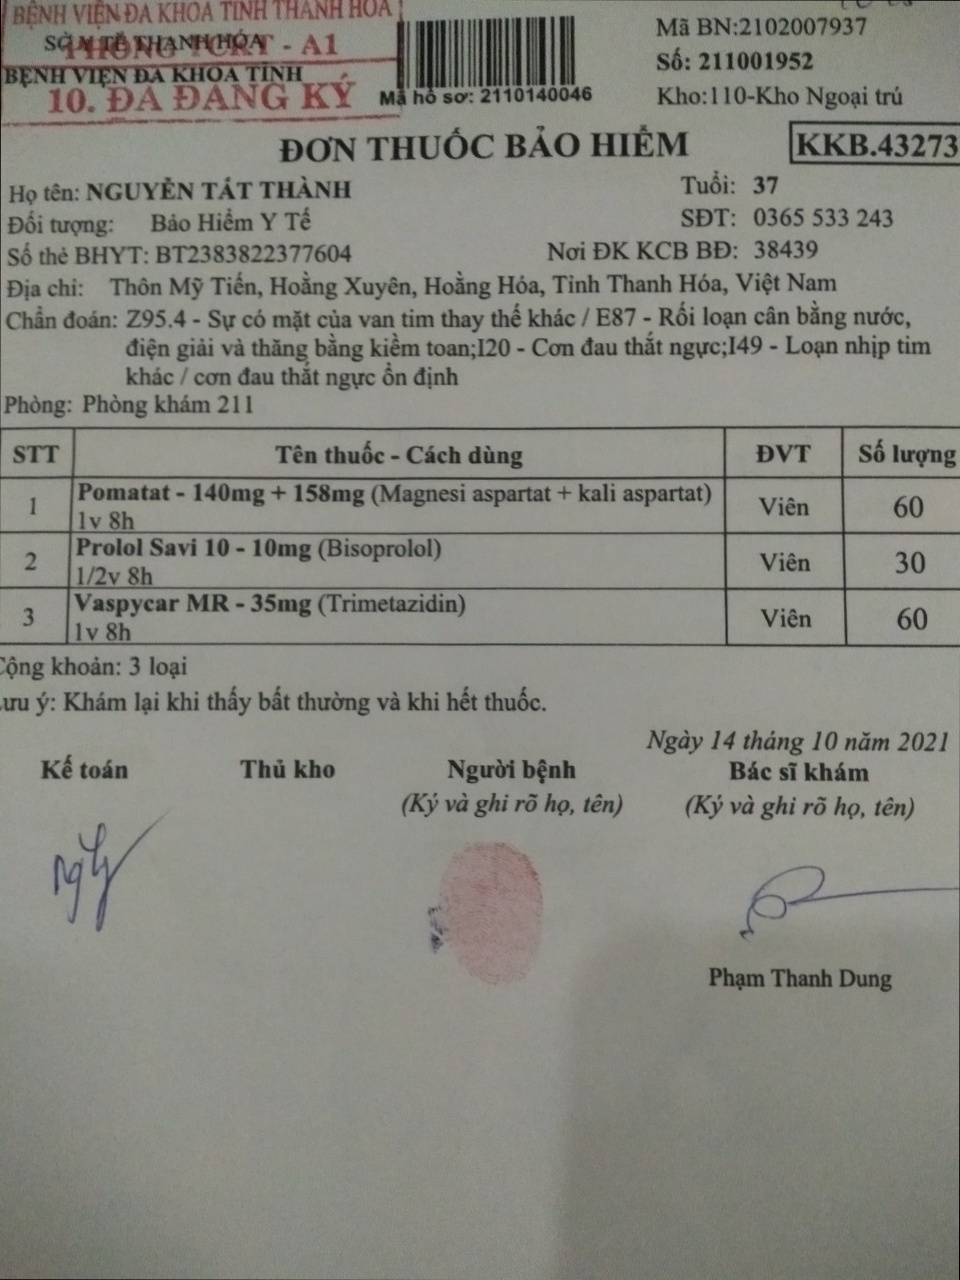 BỆNH VIỆN ĐA KHOA TỈNH THANH HÓA
SỞ Y TẾ THANH HÓA
PHÒNG TCKT - A1
BỆNH VIỆN ĐA KHOA TỈNH
10. ĐÃ ĐĂNG KÝ
Mã hồ sơ: 2110140046
Mã BN:2102007937
Số: 211001952
Kho:110-Kho Ngoại trú
ĐƠN THUỐC BẢO HIỂM
KKB.43273
Họ tên: NGUYỄN TẤT THÀNH Tuổi: 37
Đối tượng: Bảo Hiểm Y Tế SĐT: 0365 533 243
Số thẻ BHYT: BT2383822377604 Nơi ĐK KCB BĐ: 38439
Địa chỉ: Thôn Mỹ Tiến, Hoằng Xuyên, Hoằng Hóa, Tỉnh Thanh Hóa, Việt Nam
Chẩn đoán: Z95.4 - Sự có mặt của van tim thay thế khác / E87 - Rối loạn cân bằng nước,
điện giải và thăng bằng kiềm toan;I20 - Cơn đau thắt ngực;I49 - Loạn nhịp tim
khác / cơn đau thắt ngực ổn định
Phòng: Phòng khám 211
STT Tên thuốc - Cách dùng ĐVT Số lượng
1 Pomatat - 140mg + 158mg (Magnesi aspartat + kali aspartat) Viên 60
1v 8h
2 Prolol Savi 10 - 10mg (Bisoprolol) Viên 30
1/2v 8h
3 Vaspycar MR - 35mg (Trimetazidin) Viên 60
1v 8h
Cộng khoản: 3 loại
Lưu ý: Khám lại khi thấy bất thường và khi hết thuốc.
Ngày 14 tháng 10 năm 2021
Kế toán Thủ kho Người bệnh Bác sĩ khám
(Ký và ghi rõ họ, tên) (Ký và ghi rõ họ, tên)
Phạm Thanh Dung